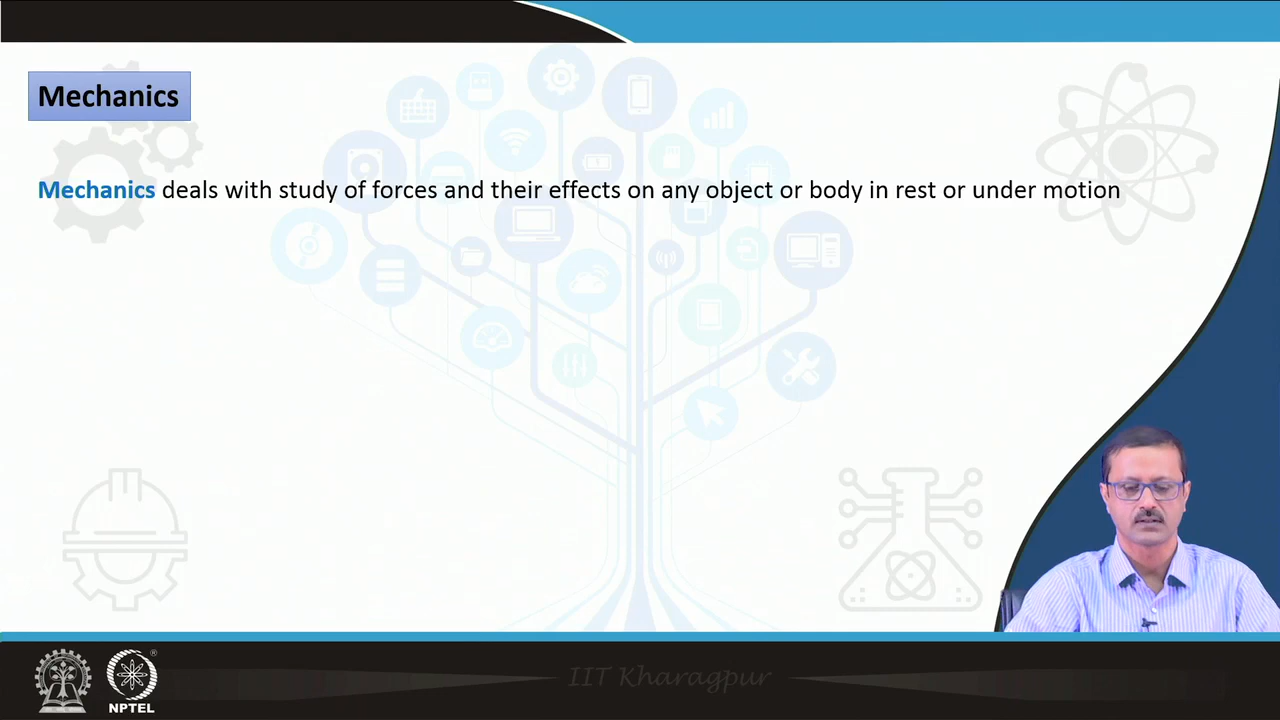 Mechanics
Mechanics deals with study of forces and their effects on any object or body in rest or under motion
IIT Kharagpur
®
NPTEL